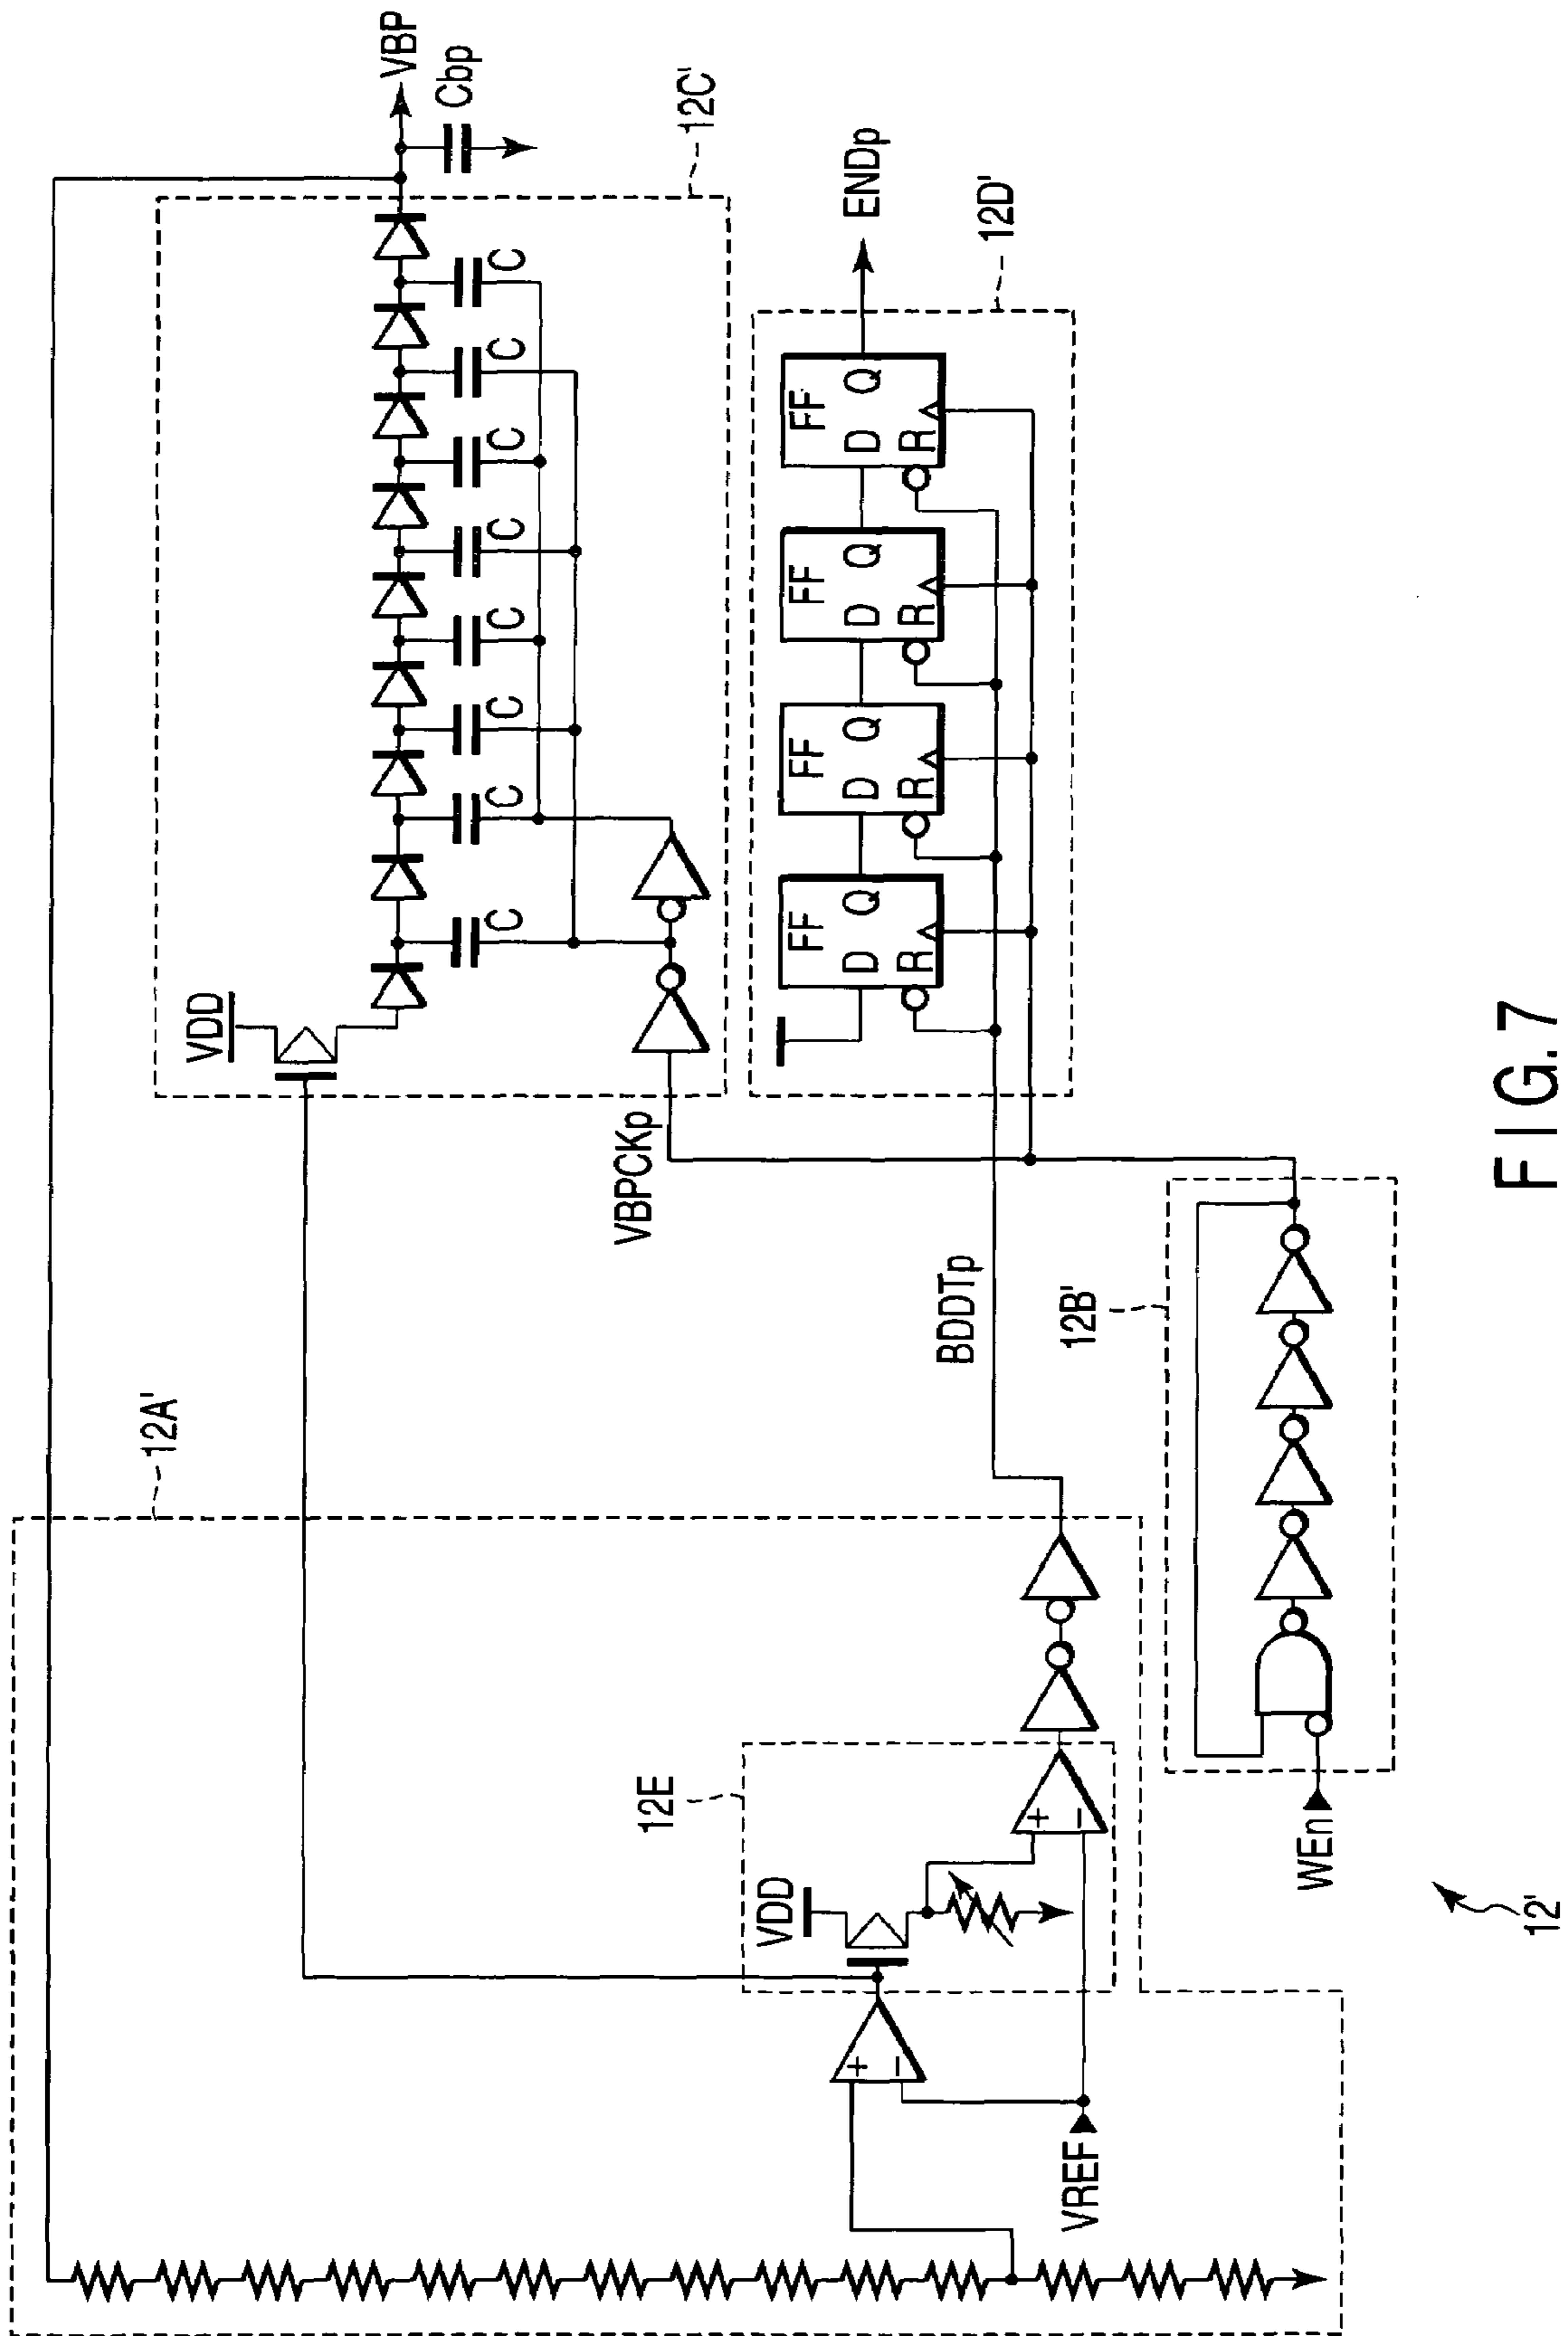 VDD
VBP
Cbp
C
C
C
C
C
C
C
C
12C'
12A'
VBPCKp
FF
D
Q
R
FF
D
Q
R
FF
D
Q
R
FF
D
Q
R
ENDp
12D'
BDDTp
12E
VDD
+
−
+
−
VREF
12B'
WEn
12'
FIG. 7